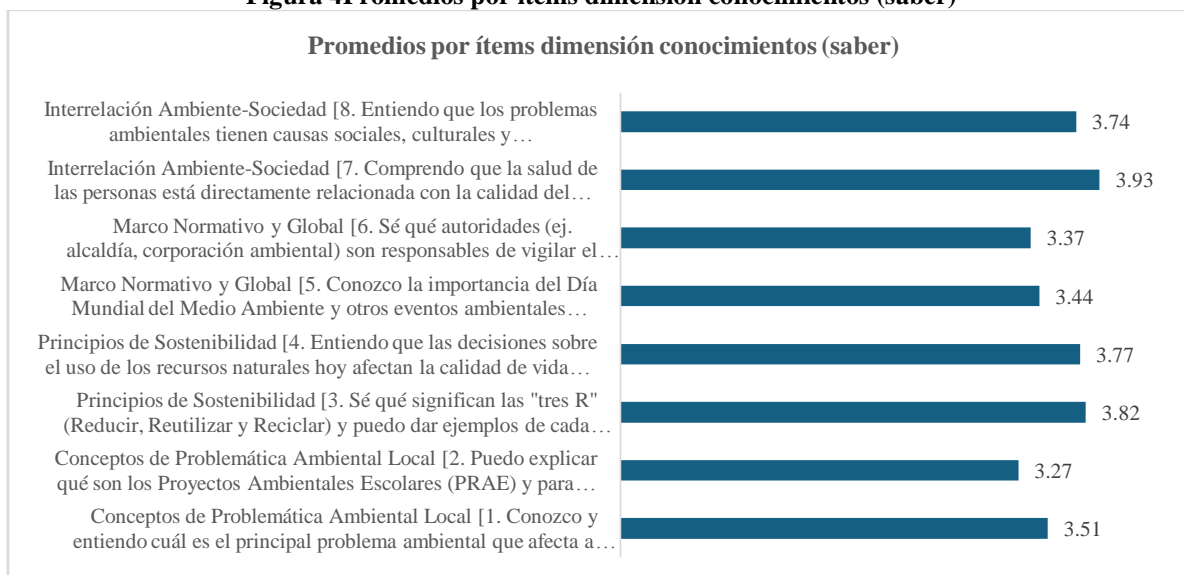 Figura 4Promedios por ítems dimensión conocimientos (saber)
Promedios por ítems dimensión conocimientos (saber)
Interrelación Ambiente-Sociedad [8. Entiendo que los problemas
ambientales tienen causas sociales, culturales y…
3.74
Interrelación Ambiente-Sociedad [7. Comprendo que la salud de
las personas está directamente relacionada con la calidad del…
3.93
Marco Normativo y Global [6. Sé qué autoridades (ej.
alcaldía, corporación ambiental) son responsables de vigilar el…
3.37
Marco Normativo y Global [5. Conozco la importancia del Día
Mundial del Medio Ambiente y otros eventos ambientales…
3.44
Principios de Sostenibilidad [4. Entiendo que las decisiones sobre
el uso de los recursos naturales hoy afectan la calidad de vida…
3.77
Principios de Sostenibilidad [3. Sé qué significan las "tres R"
(Reducir, Reutilizar y Reciclar) y puedo dar ejemplos de cada…
3.82
Conceptos de Problemática Ambiental Local [2. Puedo explicar
qué son los Proyectos Ambientales Escolares (PRAE) y para…
3.27
Conceptos de Problemática Ambiental Local [1. Conozco y
entiendo cuál es el principal problema ambiental que afecta a…
3.51